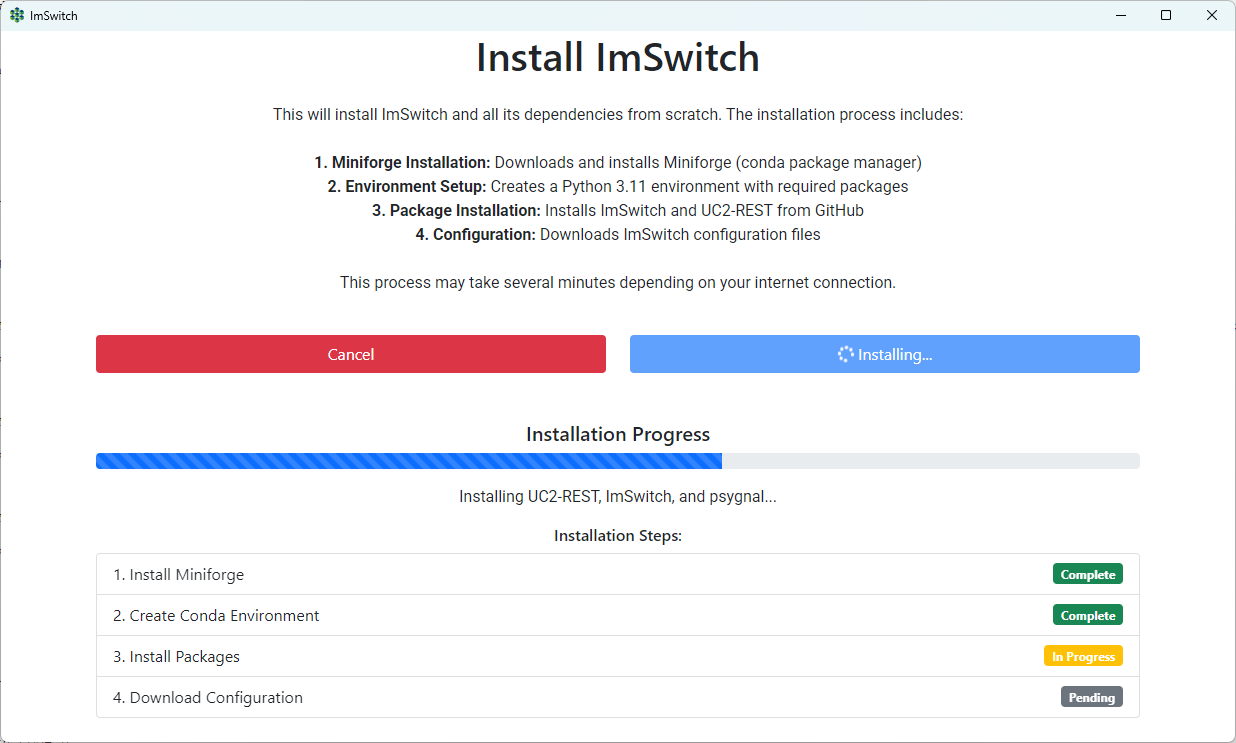 ImSwitch
Install ImSwitch
This will install ImSwitch and all its dependencies from scratch. The installation process includes:
1. Miniforge Installation: Downloads and installs Miniforge (conda package manager)
2. Environment Setup: Creates a Python 3.11 environment with required packages
3. Package Installation: Installs ImSwitch and UC2-REST from GitHub
4. Configuration: Downloads ImSwitch configuration files
This process may take several minutes depending on your internet connection.
Cancel
Installing...
Installation Progress
Installing UC2-REST, ImSwitch, and psygnal...
Installation Steps:
1. Install Miniforge Complete
2. Create Conda Environment Complete
3. Install Packages In Progress
4. Download Configuration Pending